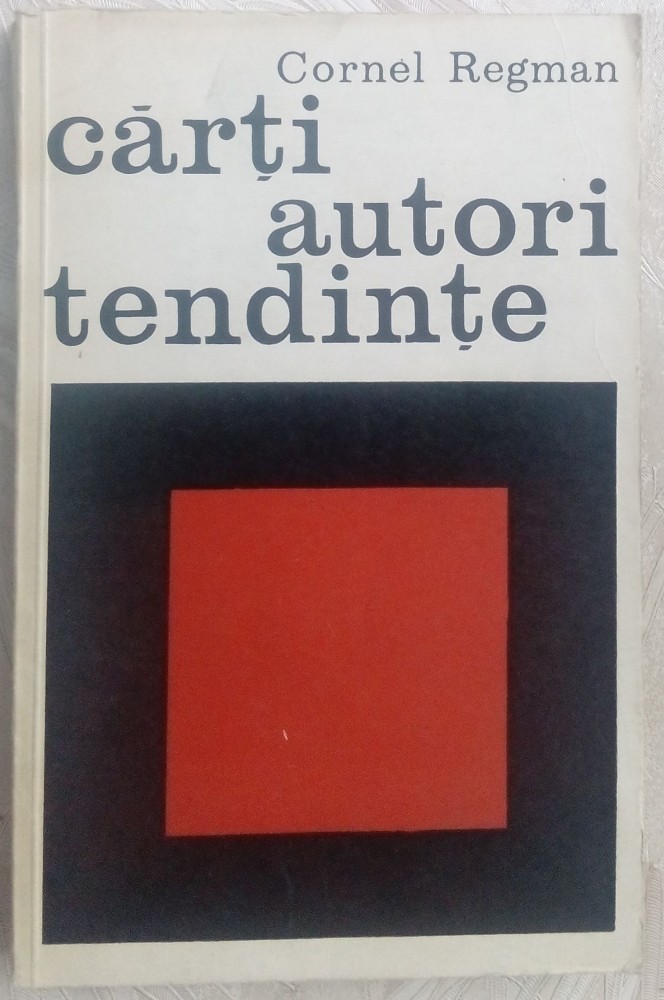 Cornel Regman
cărți
autori
tendințe